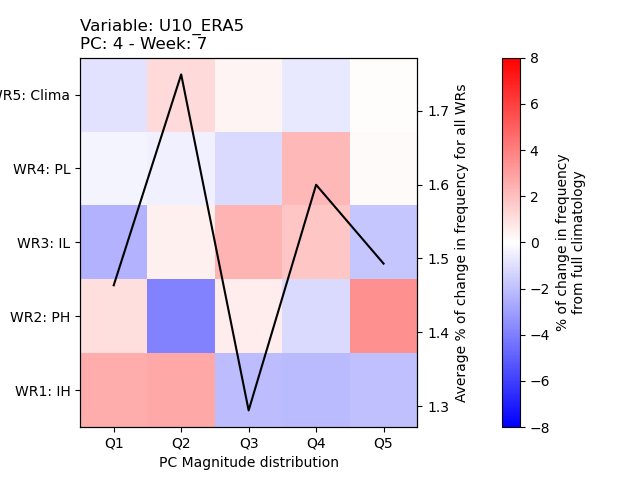 Variable: U10_ERA5
PC: 4 - Week: 7
WR5: Clima
WR4: PL
WR3: IL
WR2: PH
WR1: IH
Q1 Q2 Q3 Q4 Q5
PC Magnitude distribution
1.7
1.6
1.5
1.4
1.3
Average % of change in frequency for all WRs
8
6
4
2
0
−2
−4
−6
−8
% of change in frequency
from full climatology